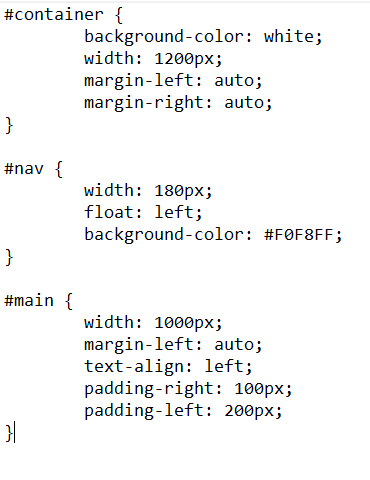 #container {
        background-color: white;
        width: 1200px;
        margin-left: auto;
        margin-right: auto;
}

#nav {
        width: 180px;
        float: left;
        background-color: #F0F8FF;
}

#main {
        width: 1000px;
        margin-left: auto;
        text-align: left;
        padding-right: 100px;
        padding-left: 200px;
}